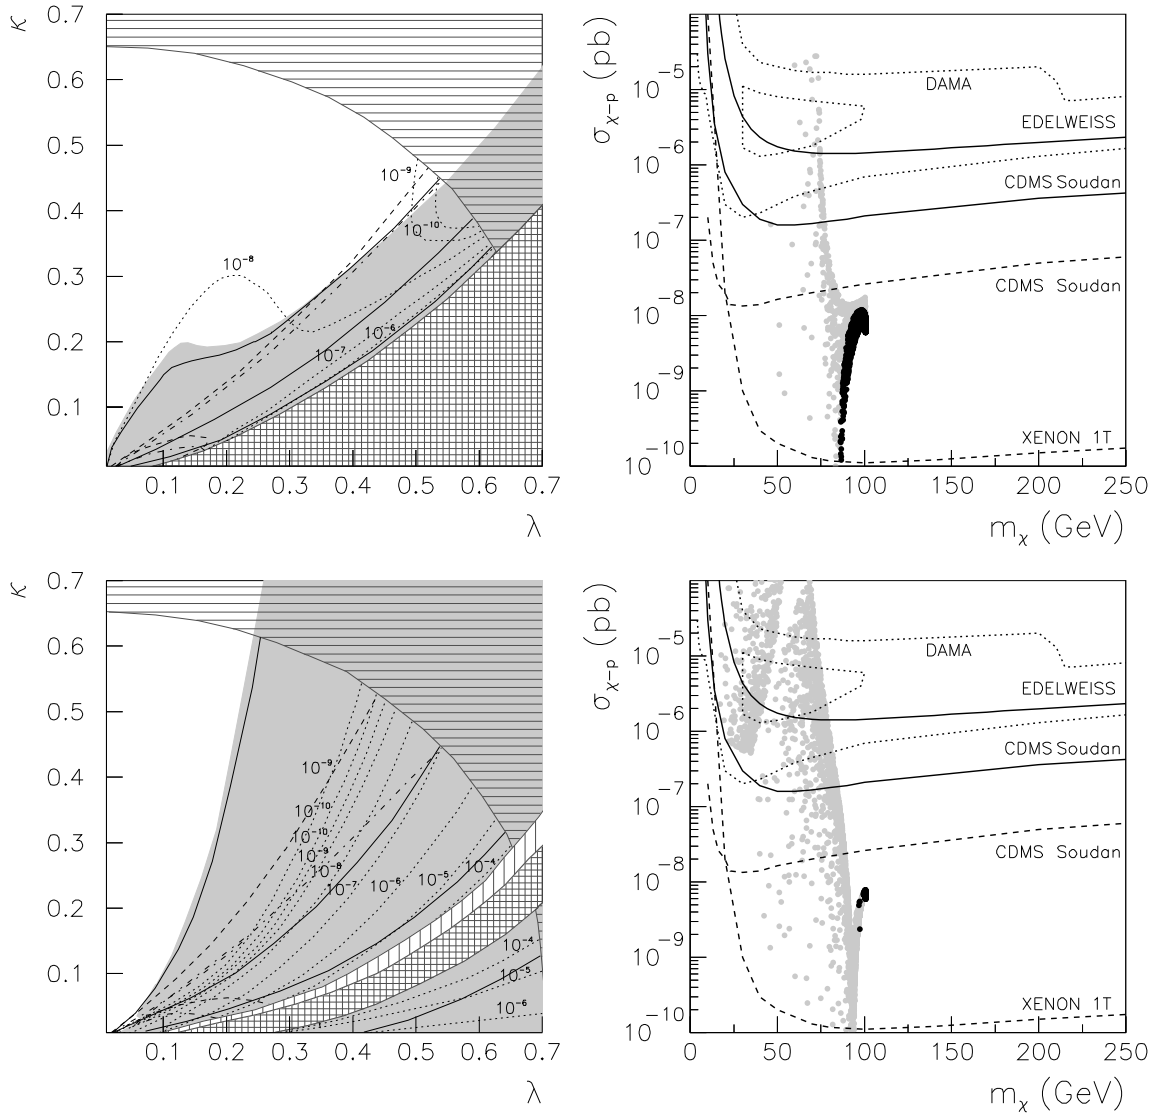 κ
0.7
0.6
0.5
0.4
0.3
0.2
0.1
10⁻⁹
10⁻¹⁰
10⁻⁸
10⁻⁶
10⁻⁷
0.1 0.2 0.3 0.4 0.5 0.6 0.7
λ
σχ-p (pb)
10⁻⁵
10⁻⁶
10⁻⁷
10⁻⁸
10⁻⁹
10⁻¹⁰
DAMA
EDELWEISS
CDMS Soudan
CDMS Soudan
XENON 1T
0 50 100 150 200 250
mχ (GeV)
κ
0.7
0.6
0.5
0.4
0.3
0.2
0.1
10⁻⁹
10⁻¹⁰
10⁻¹⁰
10⁻⁹
10⁻⁸
10⁻⁷
10⁻⁶
10⁻⁵
10⁻⁴
10⁻⁴
10⁻⁵
10⁻⁶
0.1 0.2 0.3 0.4 0.5 0.6 0.7
λ
σχ-p (pb)
10⁻⁵
10⁻⁶
10⁻⁷
10⁻⁸
10⁻⁹
10⁻¹⁰
DAMA
EDELWEISS
CDMS Soudan
CDMS Soudan
XENON 1T
0 50 100 150 200 250
mχ (GeV)